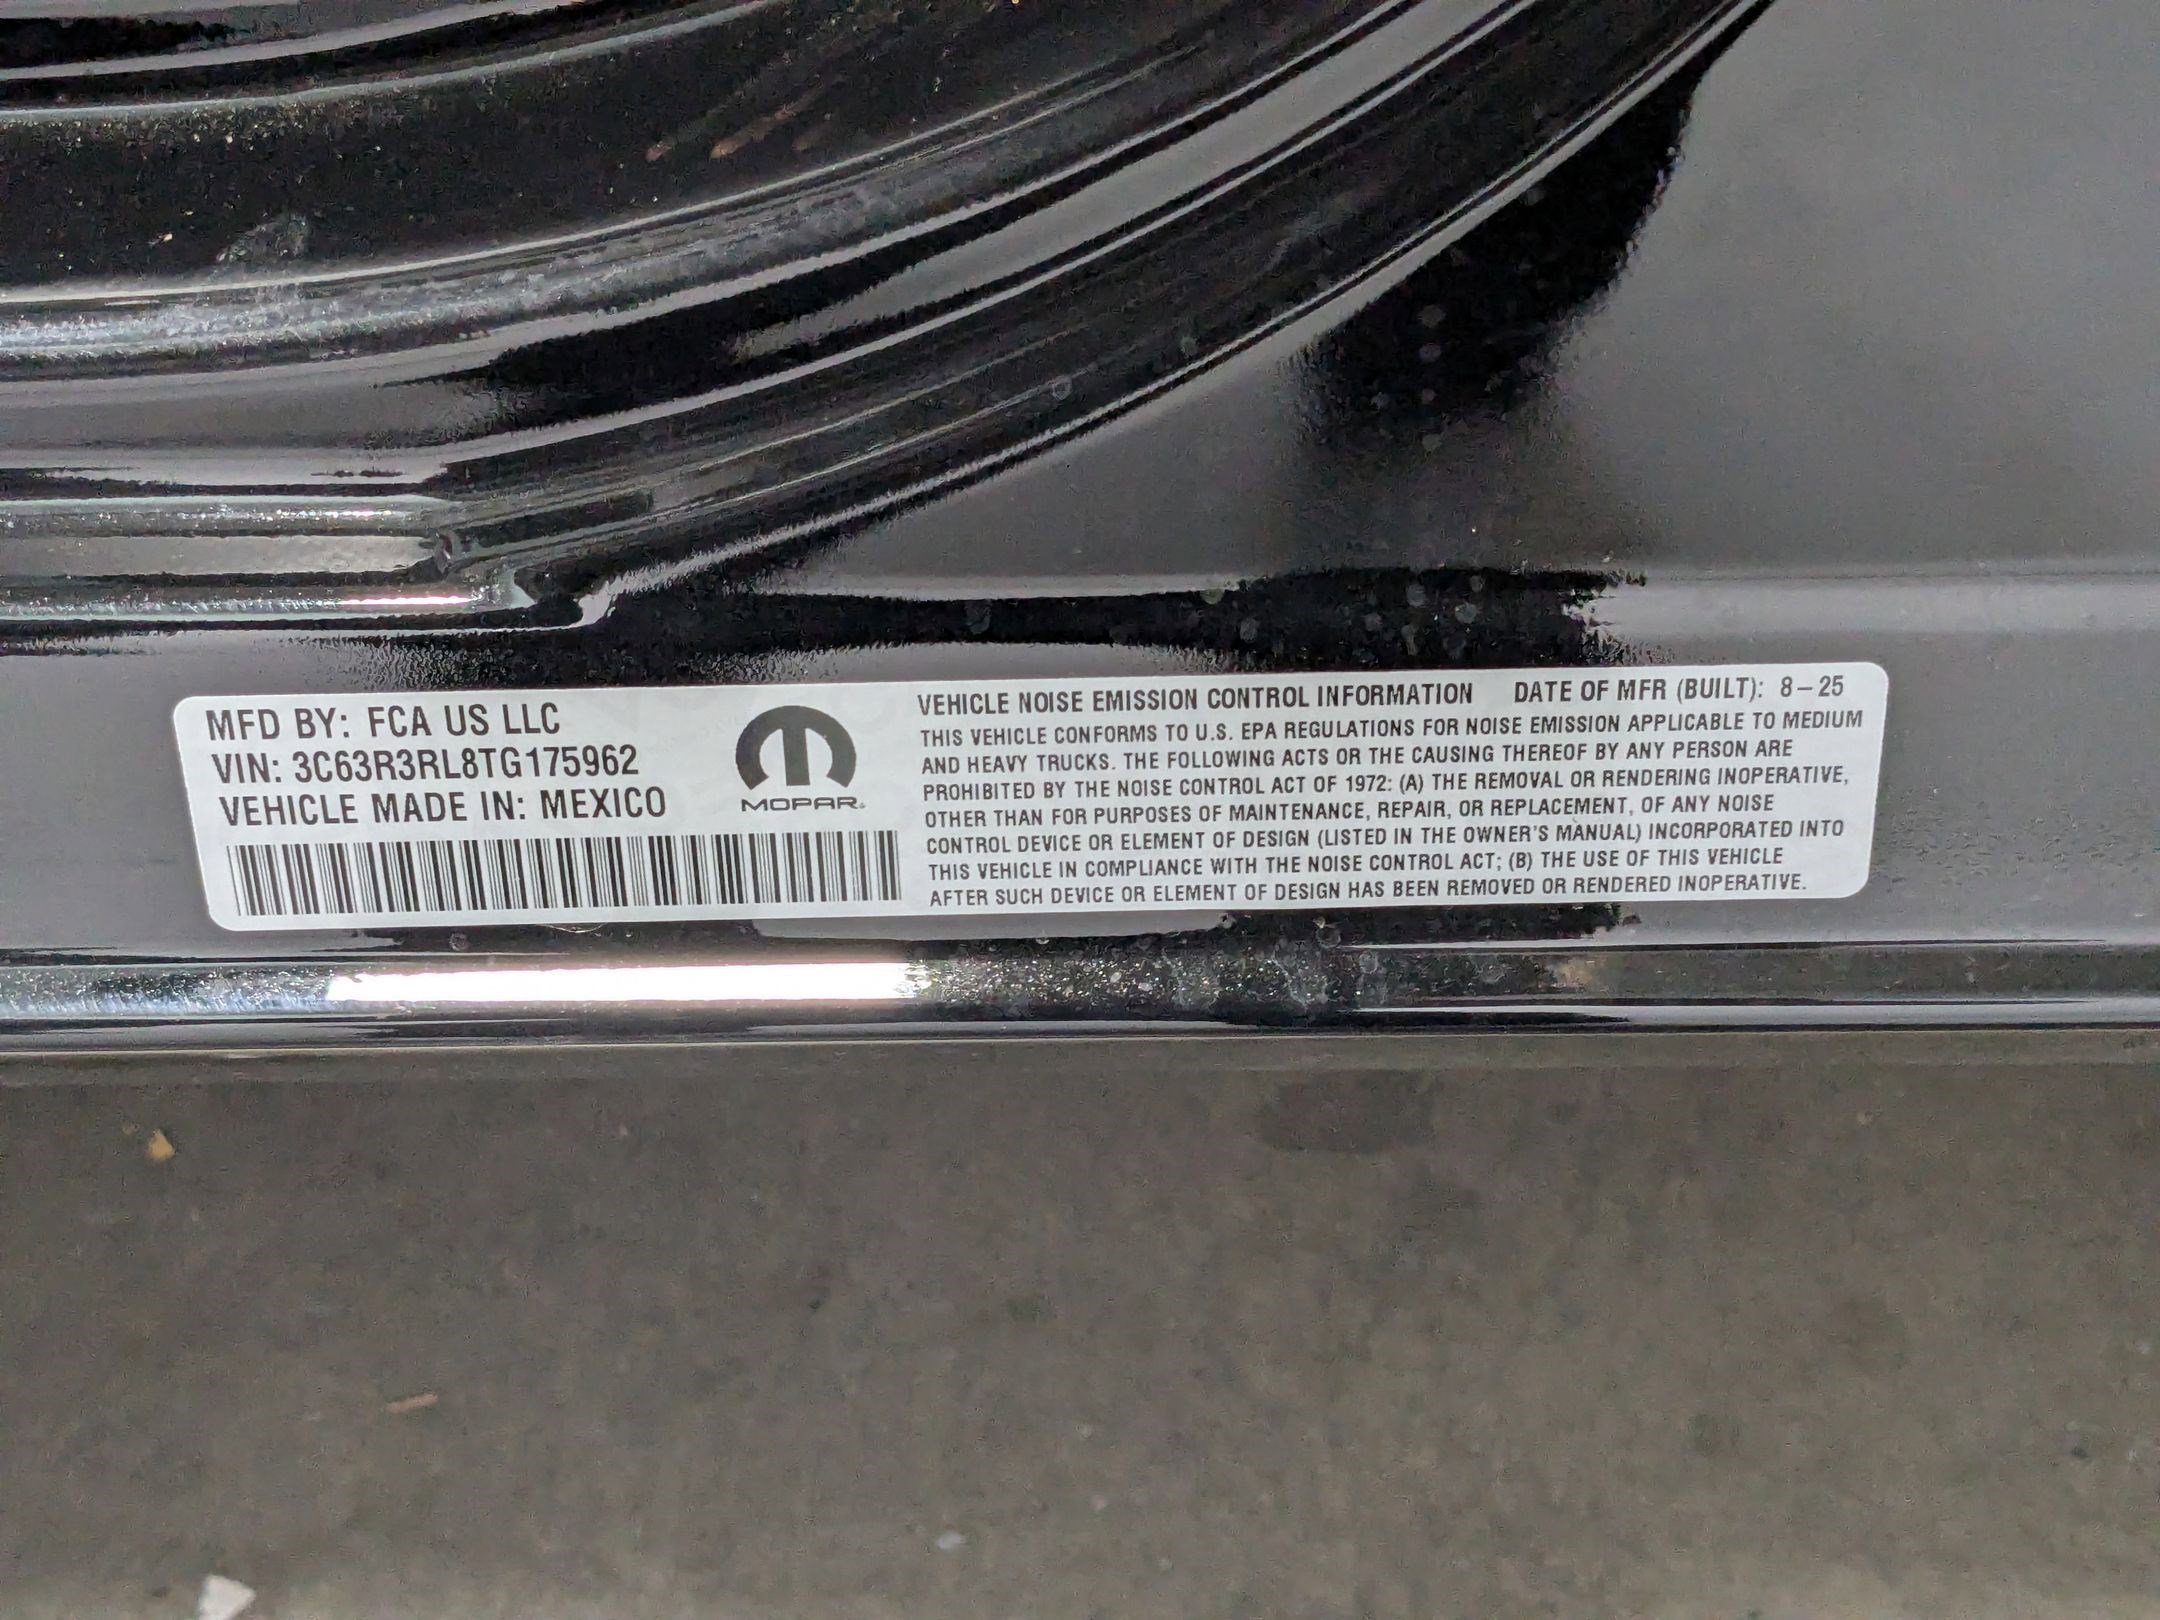 MFD BY: FCA US LLC
VIN: 3C63R3RL8TG175962
VEHICLE MADE IN: MEXICO
MOPAR®
VEHICLE NOISE EMISSION CONTROL INFORMATION DATE OF MFR (BUILT): 8-25
THIS VEHICLE CONFORMS TO U.S. EPA REGULATIONS FOR NOISE EMISSION APPLICABLE TO MEDIUM
AND HEAVY TRUCKS. THE FOLLOWING ACTS OR THE CAUSING THEREOF BY ANY PERSON ARE
PROHIBITED BY THE NOISE CONTROL ACT OF 1972: (A) THE REMOVAL OR RENDERING INOPERATIVE,
OTHER THAN FOR PURPOSES OF MAINTENANCE, REPAIR, OR REPLACEMENT, OF ANY NOISE
CONTROL DEVICE OR ELEMENT OF DESIGN (LISTED IN THE OWNER'S MANUAL) INCORPORATED INTO
THIS VEHICLE IN COMPLIANCE WITH THE NOISE CONTROL ACT; (B) THE USE OF THIS VEHICLE
AFTER SUCH DEVICE OR ELEMENT OF DESIGN HAS BEEN REMOVED OR RENDERED INOPERATIVE.